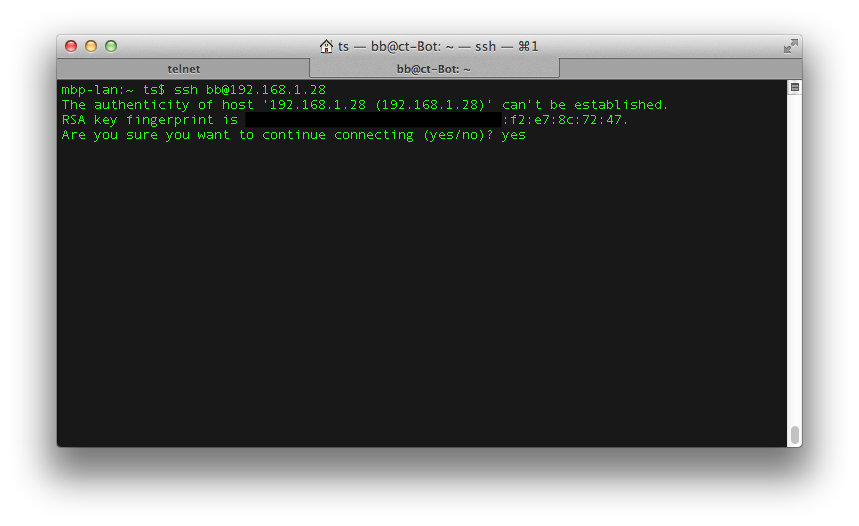 ts — bb@ct-Bot: ~ — ssh — ⌘1
telnet
bb@ct-Bot: ~
mbp-lan:~ ts$ ssh bb@192.168.1.28
The authenticity of host '192.168.1.28 (192.168.1.28)' can't be established.
RSA key fingerprint is :f2:e7:8c:72:47.
Are you sure you want to continue connecting (yes/no)? yes